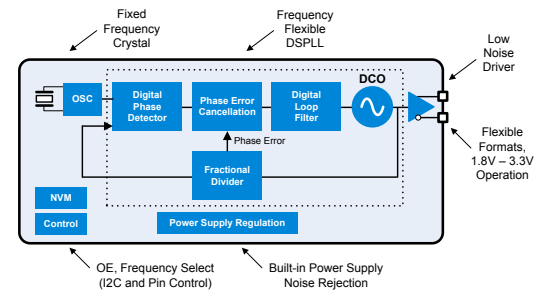 Fixed
Frequency
Crystal
Frequency
Flexible
DSPLL
Low
Noise
Driver
OSC
Digital
Phase
Detector
Phase Error
Cancellation
Digital
Loop
Filter
DCO
Phase Error
Fractional
Divider
Flexible
Formats,
1.8V – 3.3V
Operation
NVM
Control
Power Supply Regulation
OE, Frequency Select
(I2C and Pin Control)
Built-in Power Supply
Noise Rejection